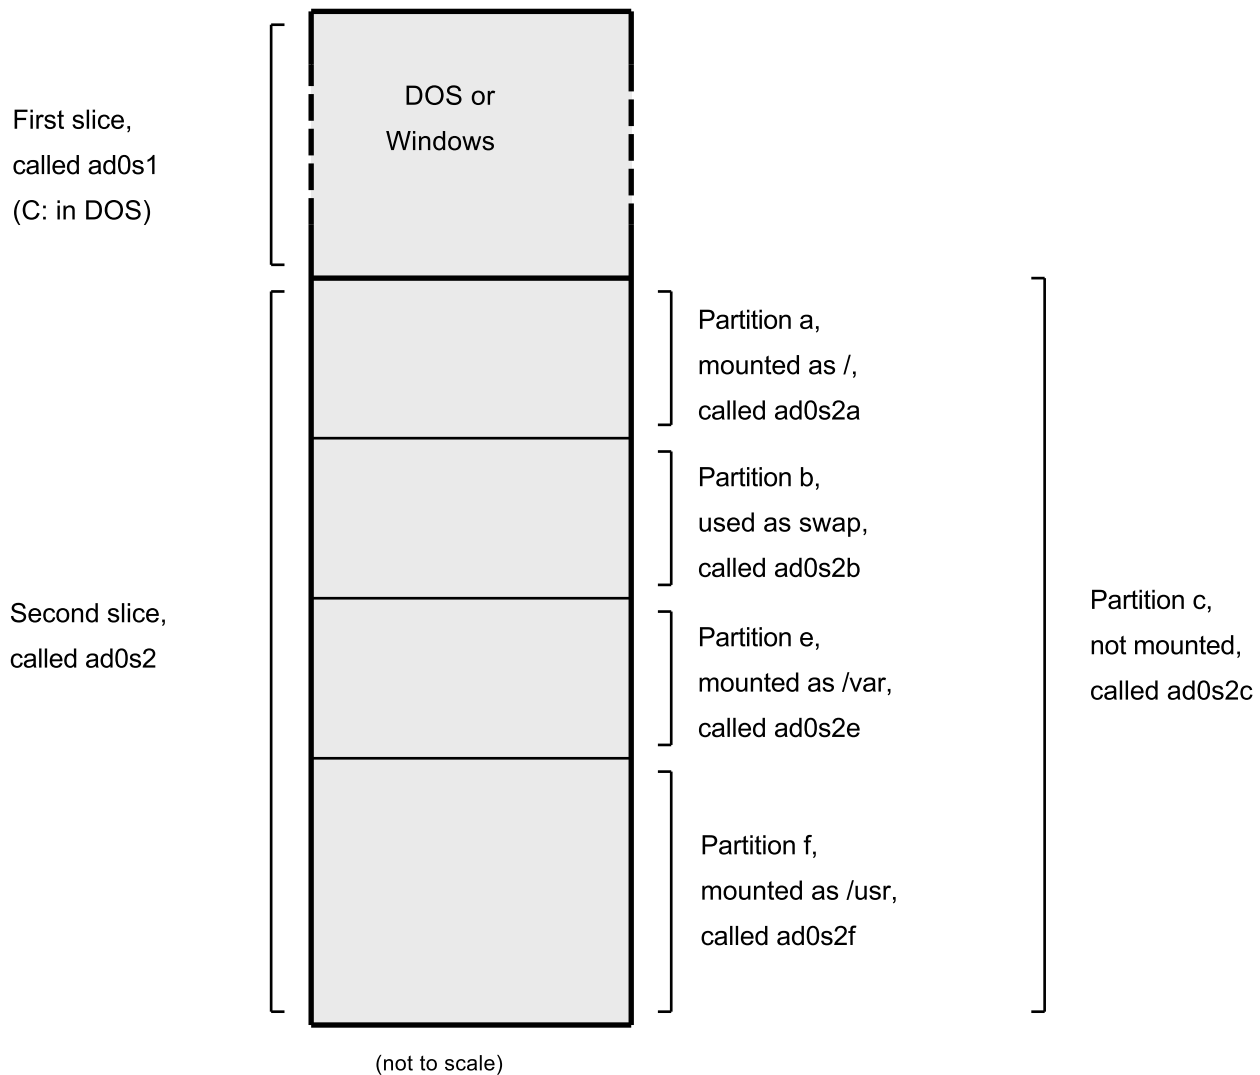 DOS or
Windows
First slice,
called ad0s1
(C: in DOS)
Partition a,
mounted as /,
called ad0s2a
Partition b,
used as swap,
called ad0s2b
Second slice,
called ad0s2
Partition e,
mounted as /var,
called ad0s2e
Partition c,
not mounted,
called ad0s2c
Partition f,
mounted as /usr,
called ad0s2f
(not to scale)